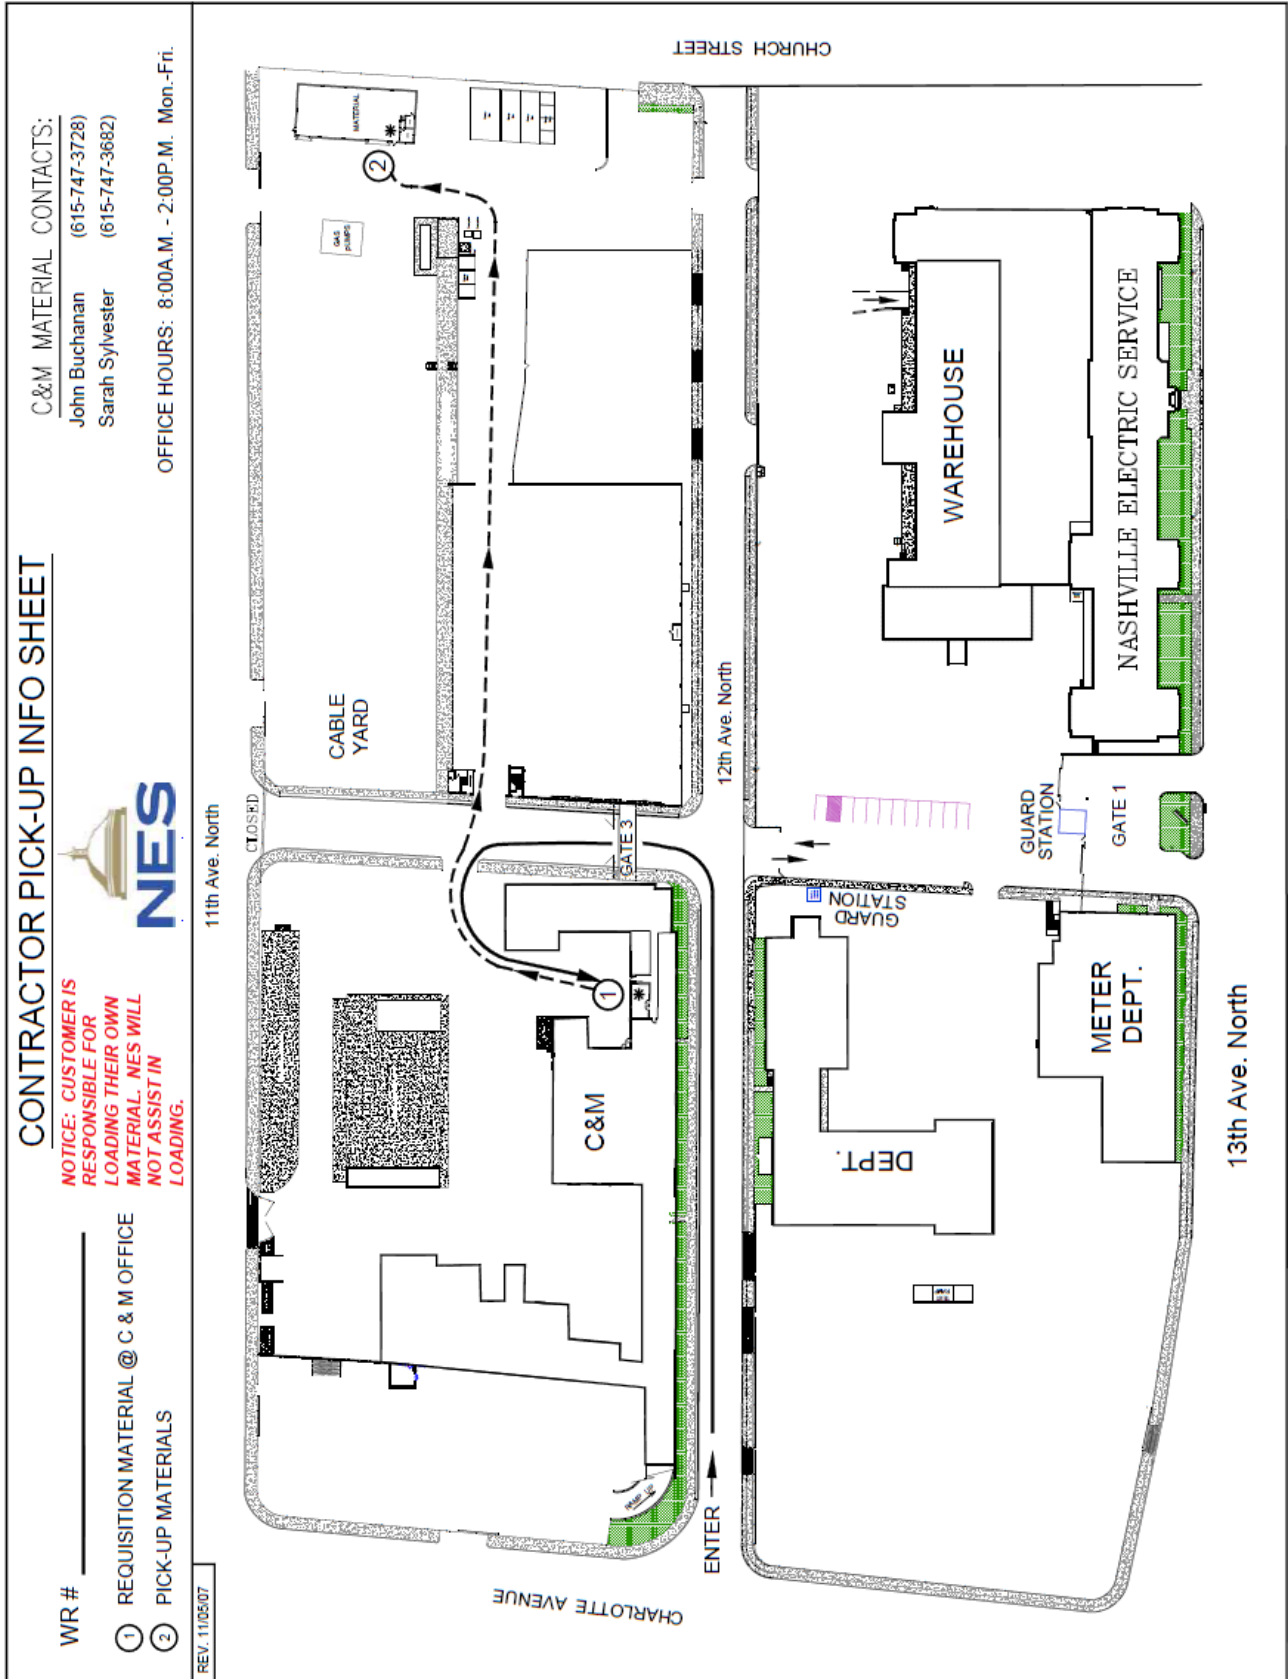 CONTRACTOR PICK-UP INFO SHEET
WR #
1 REQUISITION MATERIAL @ C & M OFFICE
2 PICK-UP MATERIALS
NOTICE: CUSTOMER IS
RESPONSIBLE FOR
LOADING THEIR OWN
MATERIAL. NES WILL
NOT ASSIST IN
LOADING.
NES
C&M MATERIAL CONTACTS:
John Buchanan (615-747-3728)
Sarah Sylvester (615-747-3682)
OFFICE HOURS: 8:00A.M. - 2:00P.M. Mon.-Fri.
REV. 11/05/07
11th Ave. North
CLOSED
CABLE
YARD
GAS
PUMPS
MATERIAL
2
CHURCH STREET
1
C&M
GATE 3
RAMP UP
CHARLOTTE AVENUE
ENTER
12th Ave. North
GUARD
STATION
DEPT.
METER
DEPT.
WAREHOUSE
NASHVILLE ELECTRIC SERVICE
GUARD
STATION
GATE 1
13th Ave. North